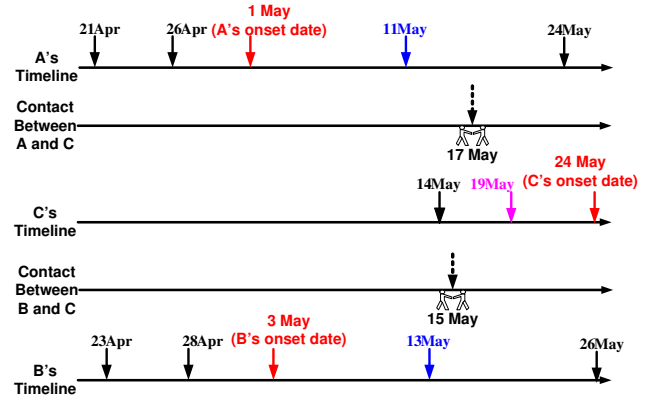 1 May
(A's onset date)
21Apr
26Apr
11May
24May
A's
Timeline
Contact
Between
A and C
17 May
24 May
(C's onset date)
14May
19May
C's
Timeline
Contact
Between
B and C
15 May
3 May
(B's onset date)
23Apr
28Apr
13May
26May
B's
Timeline